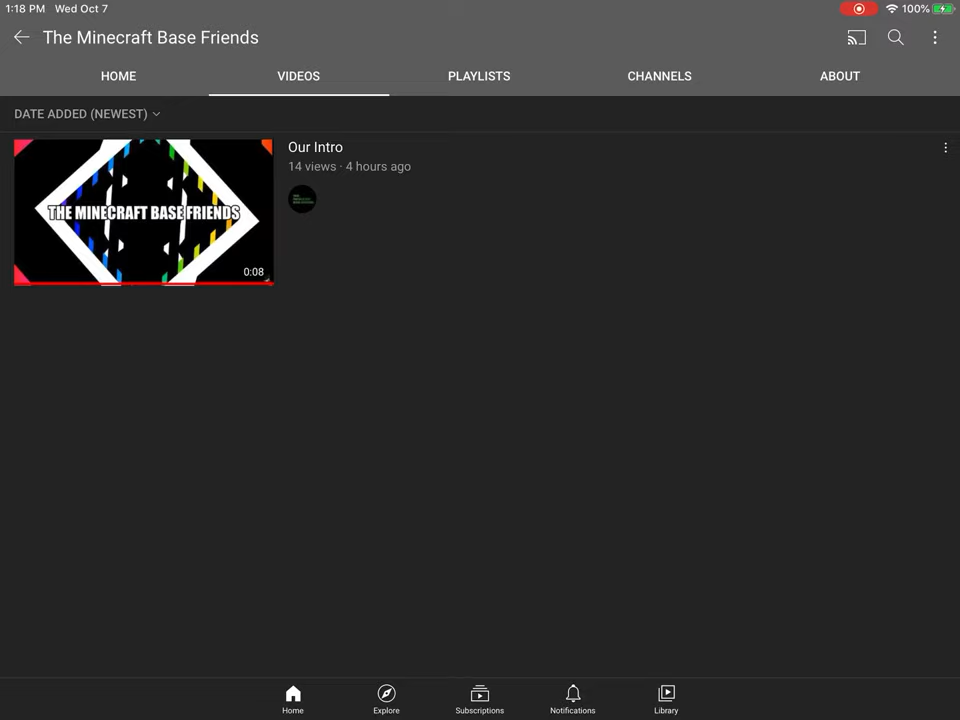 1:18 PM Wed Oct 7 100%
The Minecraft Base Friends
HOME VIDEOS PLAYLISTS CHANNELS ABOUT
DATE ADDED (NEWEST)
THE MINECRAFT BASE FRIENDS
0:08
Our Intro
14 views · 4 hours ago
Home Explore Subscriptions Notifications Library